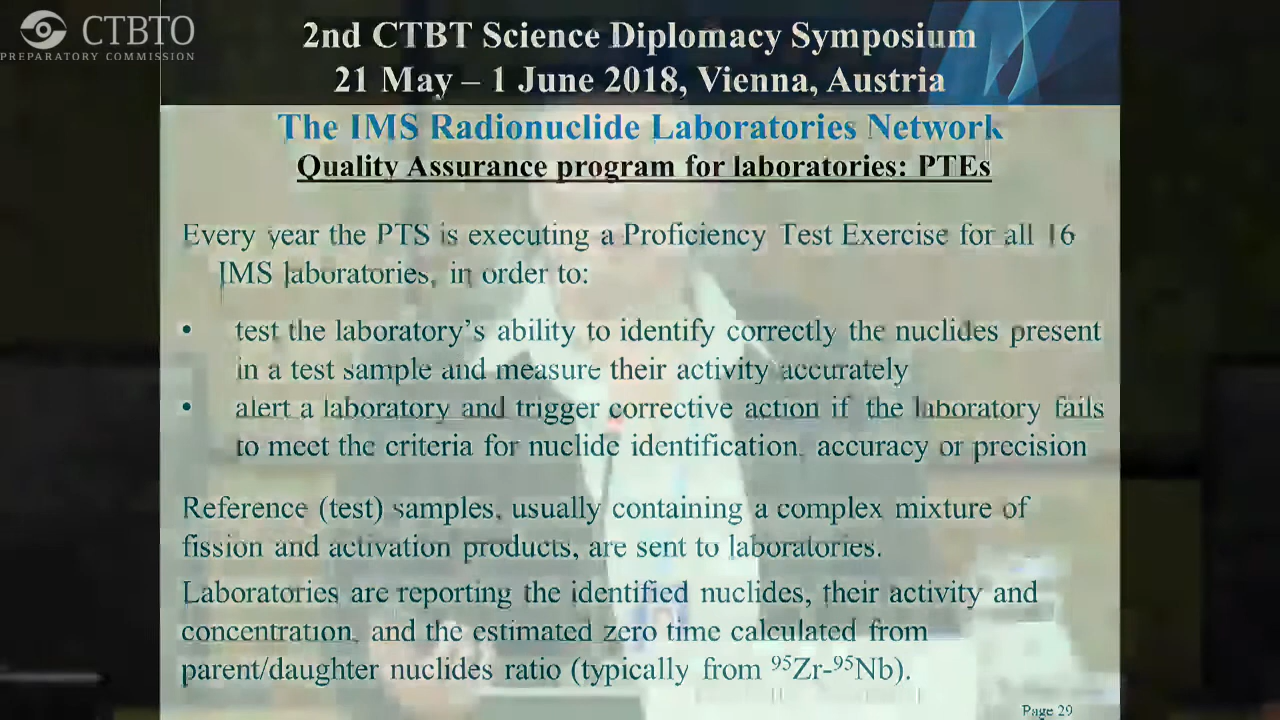 CTBTO
PREPARATORY COMMISSION
2nd CTBT Science Diplomacy Symposium
21 May – 1 June 2018, Vienna, Austria
The IMS Radionuclide Laboratories Network
Quality Assurance program for laboratories: PTEs
Every year the PTS is executing a Proficiency Test Exercise for all 16
IMS laboratories, in order to:
• test the laboratory's ability to identify correctly the nuclides present
in a test sample and measure their activity accurately
• alert a laboratory and trigger corrective action if the laboratory fails
to meet the criteria for nuclide identification, accuracy or precision
Reference (test) samples, usually containing a complex mixture of
fission and activation products, are sent to laboratories.
Laboratories are reporting the identified nuclides, their activity and
concentration, and the estimated zero time calculated from
parent/daughter nuclides ratio (typically from ⁹⁵Zr-⁹⁵Nb).
Page 29